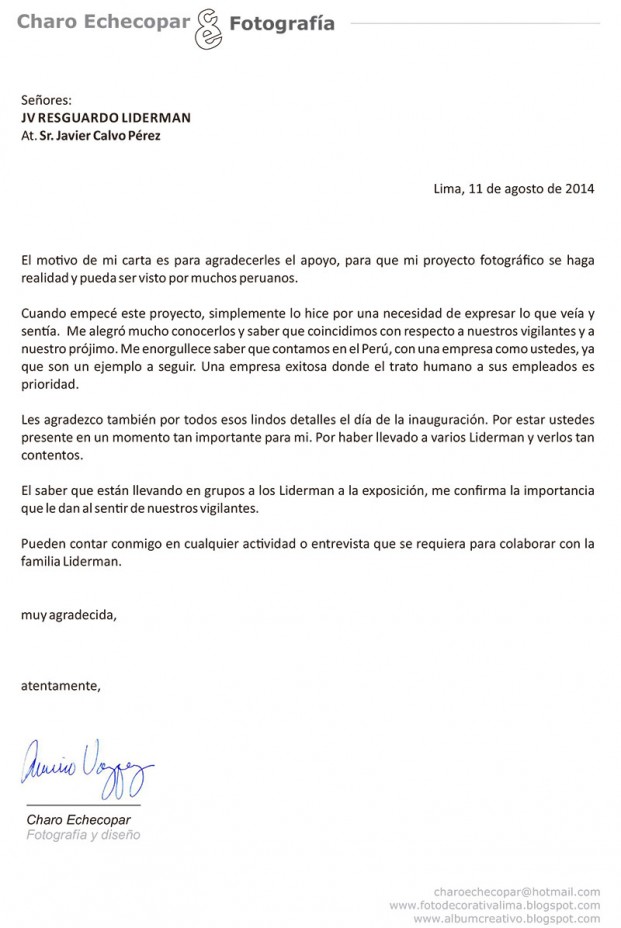 Charo Echecopar Fotografía
Señores:
JV RESGUARDO LIDERMAN
At. Sr. Javier Calvo Pérez
Lima, 11 de agosto de 2014
El motivo de mi carta es para agradecerles el apoyo, para que mi proyecto fotográfico se haga
realidad y pueda ser visto por muchos peruanos.
Cuando empecé este proyecto, simplemente lo hice por una necesidad de expresar lo que veía y
sentía. Me alegró mucho conocerlos y saber que coincidimos con respecto a nuestros vigilantes y a
nuestro prójimo. Me enorgullece saber que contamos en el Perú, con una empresa como ustedes, ya
que son un ejemplo a seguir. Una empresa exitosa donde el trato humano a sus empleados es
prioridad.
Les agradezco también por todos esos lindos detalles el día de la inauguración. Por estar ustedes
presente en un momento tan importante para mi. Por haber llevado a varios Liderman y verlos tan
contentos.
El saber que están llevando en grupos a los Liderman a la exposición, me confirma la importancia
que le dan al sentir de nuestros vigilantes.
Pueden contar conmigo en cualquier actividad o entrevista que se requiera para colaborar con la
familia Liderman.
muy agradecida,
atentamente,
Charo Echecopar
Fotografía y diseño
charoechecopar@hotmail.com
www.fotodecorativalima.blogspot.com
www.albumcreativo.blogspot.com